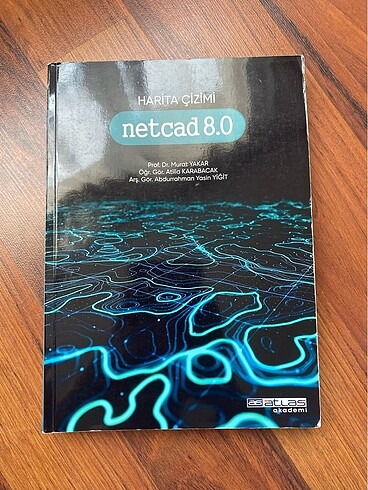 HARİTA ÇİZİMİ
netcad 8.0
Prof. Dr. Murat YAKAR
Öğr. Gör. Atilla KARABACAK
Arş. Gör. Abdurrahman Yasin YİĞİT
atlas
akademi